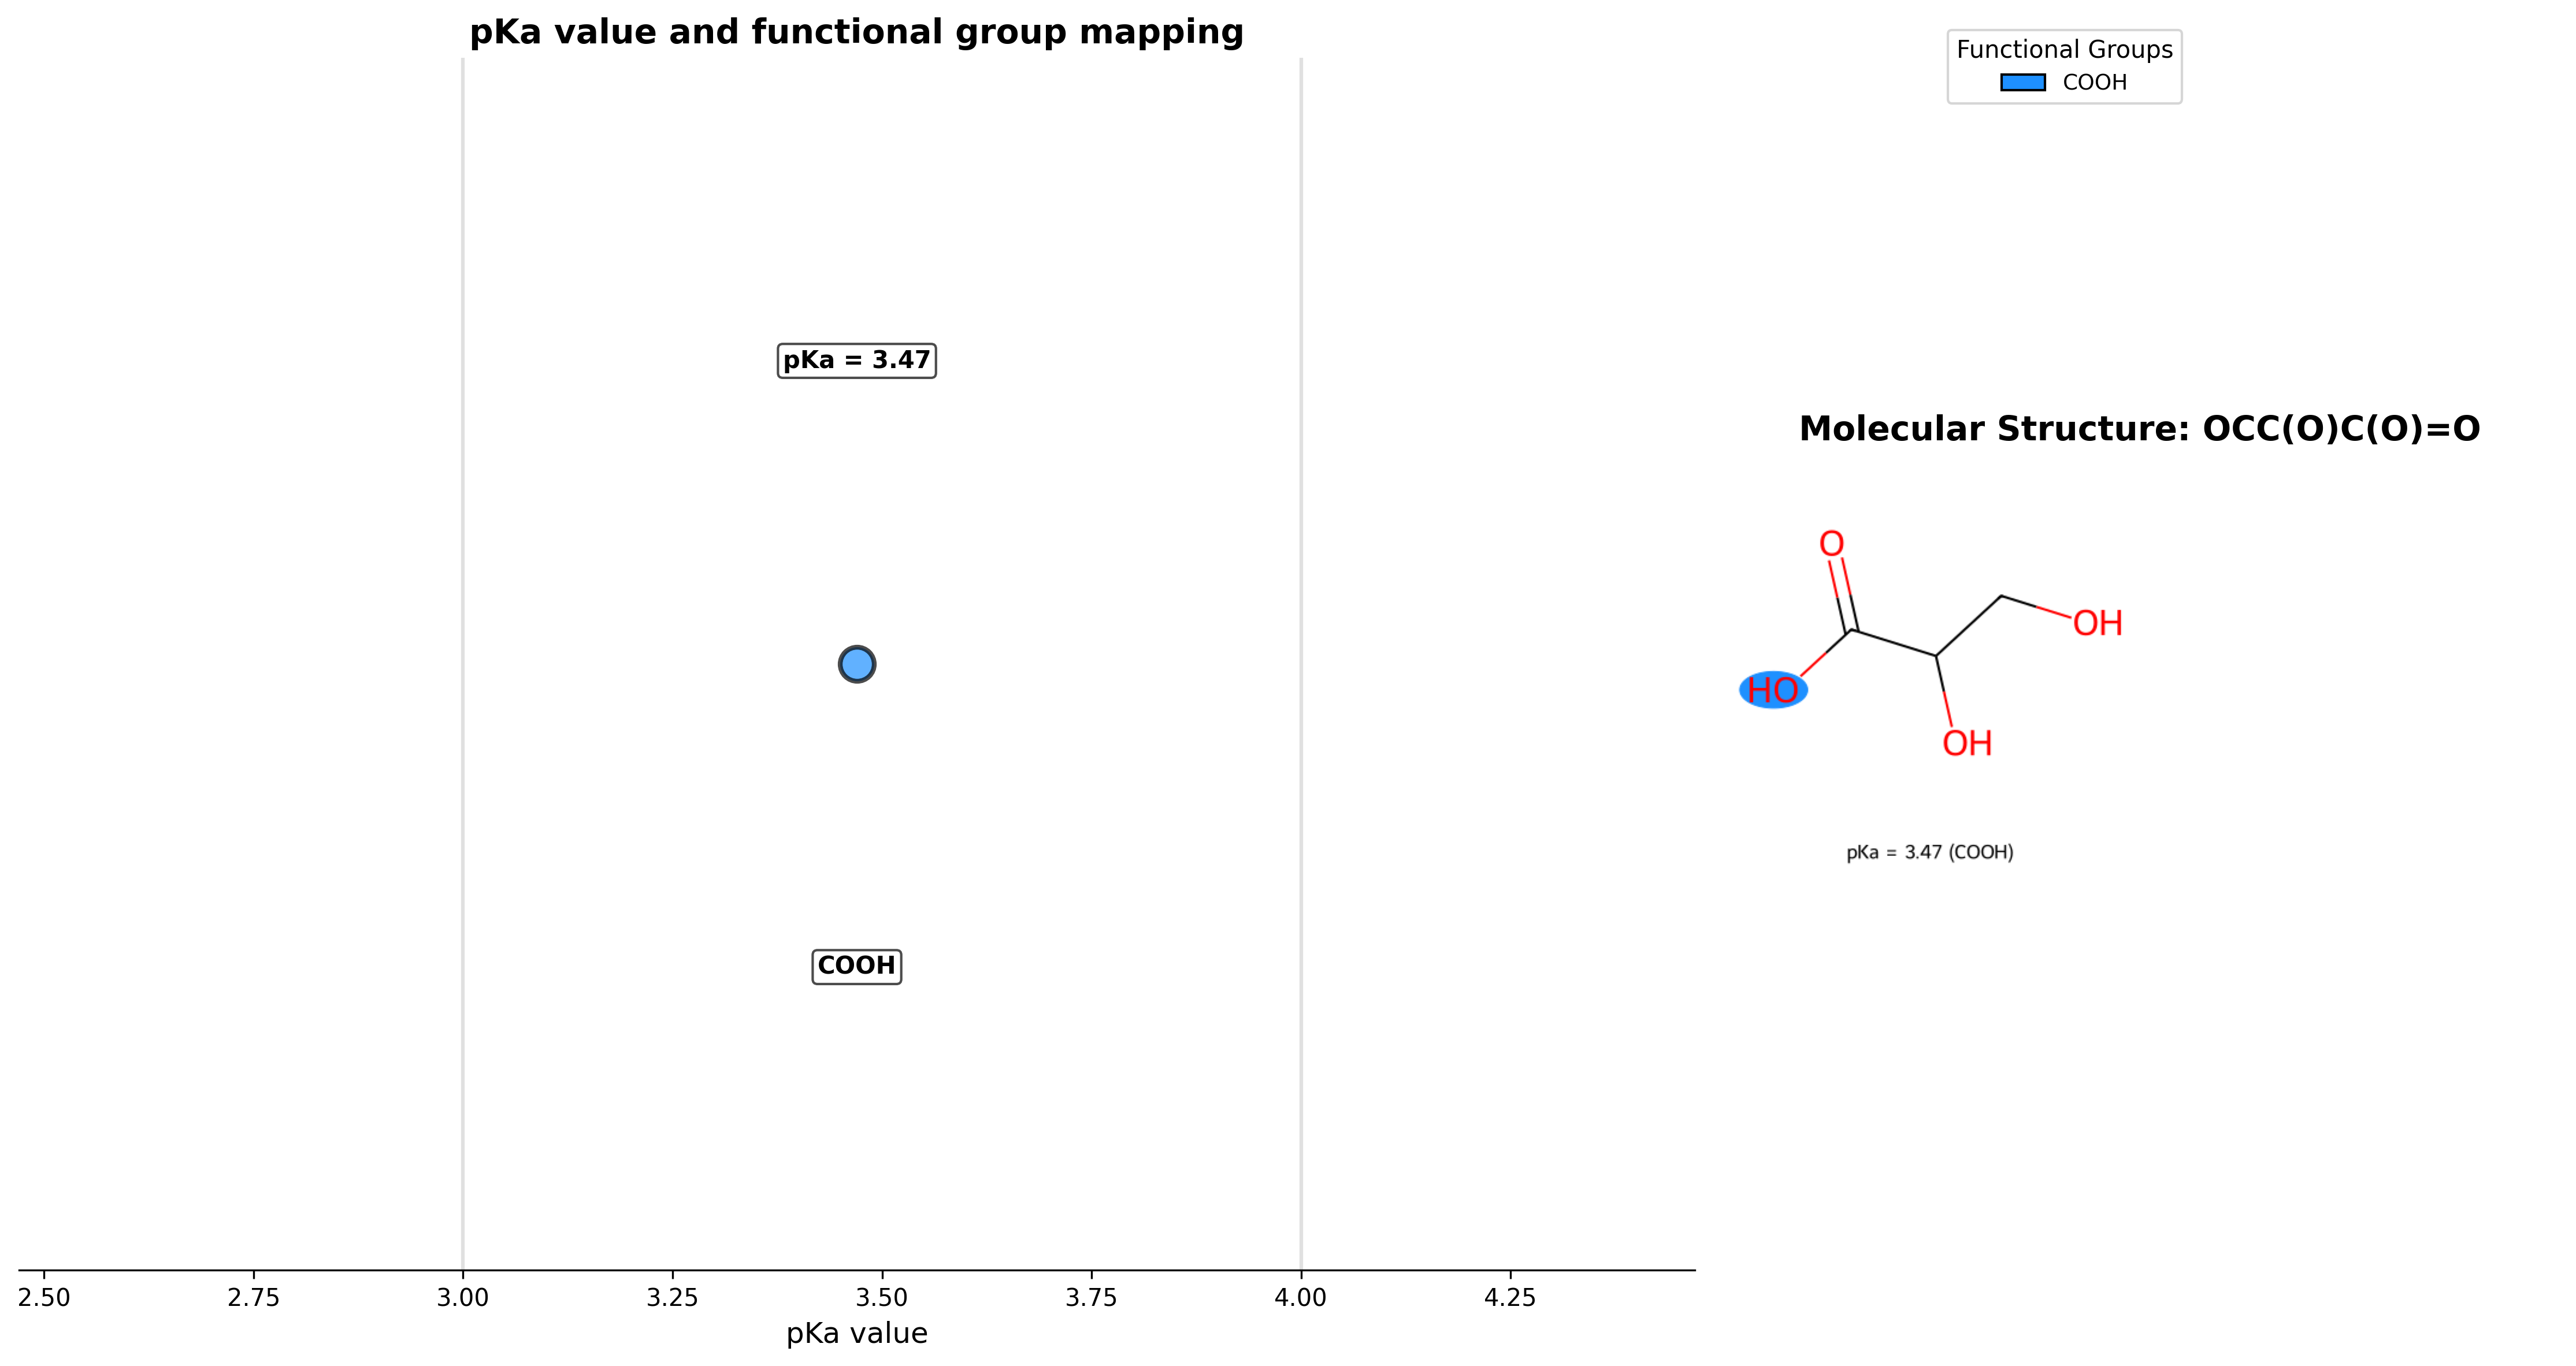 pKa value and functional group mapping
Functional Groups
COOH
pKa = 3.47
Molecular Structure: OCC(O)C(O)=O
O
OH
HO
OH
pKa = 3.47 (COOH)
COOH
2.50 2.75 3.00 3.25 3.50 3.75 4.00 4.25
pKa value